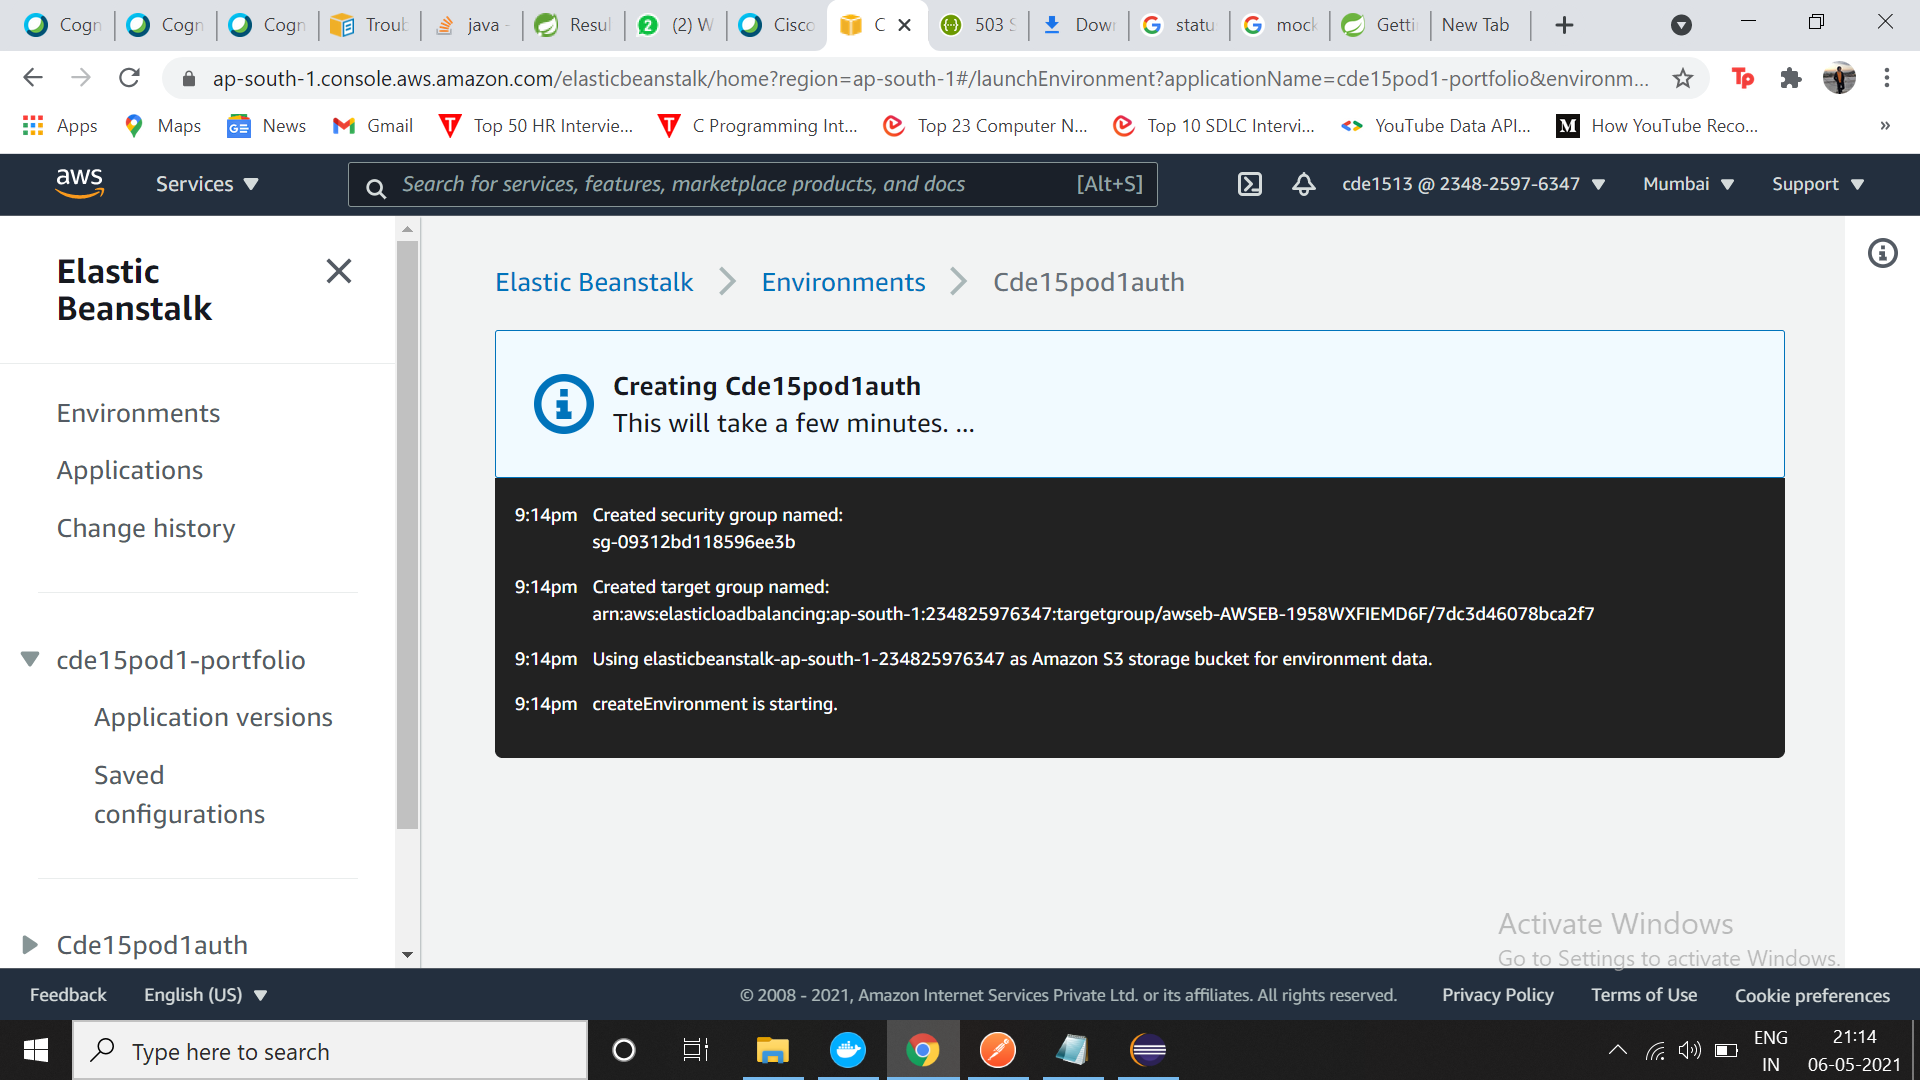 Cogn
Cogn
Cogn
Troub
java -
Resul
(2) W
Cisco
C
503 S
Down
statu
mock
Getti
New Tab
ap-south-1.console.aws.amazon.com/elasticbeanstalk/home?region=ap-south-1#/launchEnvironment?applicationName=cde15pod1-portfolio&environm...
Tp
Apps
Maps
News
Gmail
Top 50 HR Intervie...
C Programming Int...
Top 23 Computer N...
Top 10 SDLC Intervi...
YouTube Data API...
M
How YouTube Reco...
»
aws
Services
Search for services, features, marketplace products, and docs
[Alt+S]
cde1513 @ 2348-2597-6347
Mumbai
Support
Elastic
Beanstalk
Environments
Applications
Change history
cde15pod1-portfolio
Application versions
Saved
configurations
Cde15pod1auth
Elastic Beanstalk
Environments
Cde15pod1auth
Creating Cde15pod1auth
This will take a few minutes. ...
9:14pm Created security group named:
sg-09312bd118596ee3b
9:14pm Created target group named:
arn:aws:elasticloadbalancing:ap-south-1:234825976347:targetgroup/awseb-AWSEB-1958WXFIEMD6F/7dc3d46078bca2f7
9:14pm Using elasticbeanstalk-ap-south-1-234825976347 as Amazon S3 storage bucket for environment data.
9:14pm createEnvironment is starting.
Activate Windows
Go to Settings to activate Windows.
Feedback
English (US)
© 2008 - 2021, Amazon Internet Services Private Ltd. or its affiliates. All rights reserved.
Privacy Policy
Terms of Use
Cookie preferences
Type here to search
ENG
IN
21:14
06-05-2021